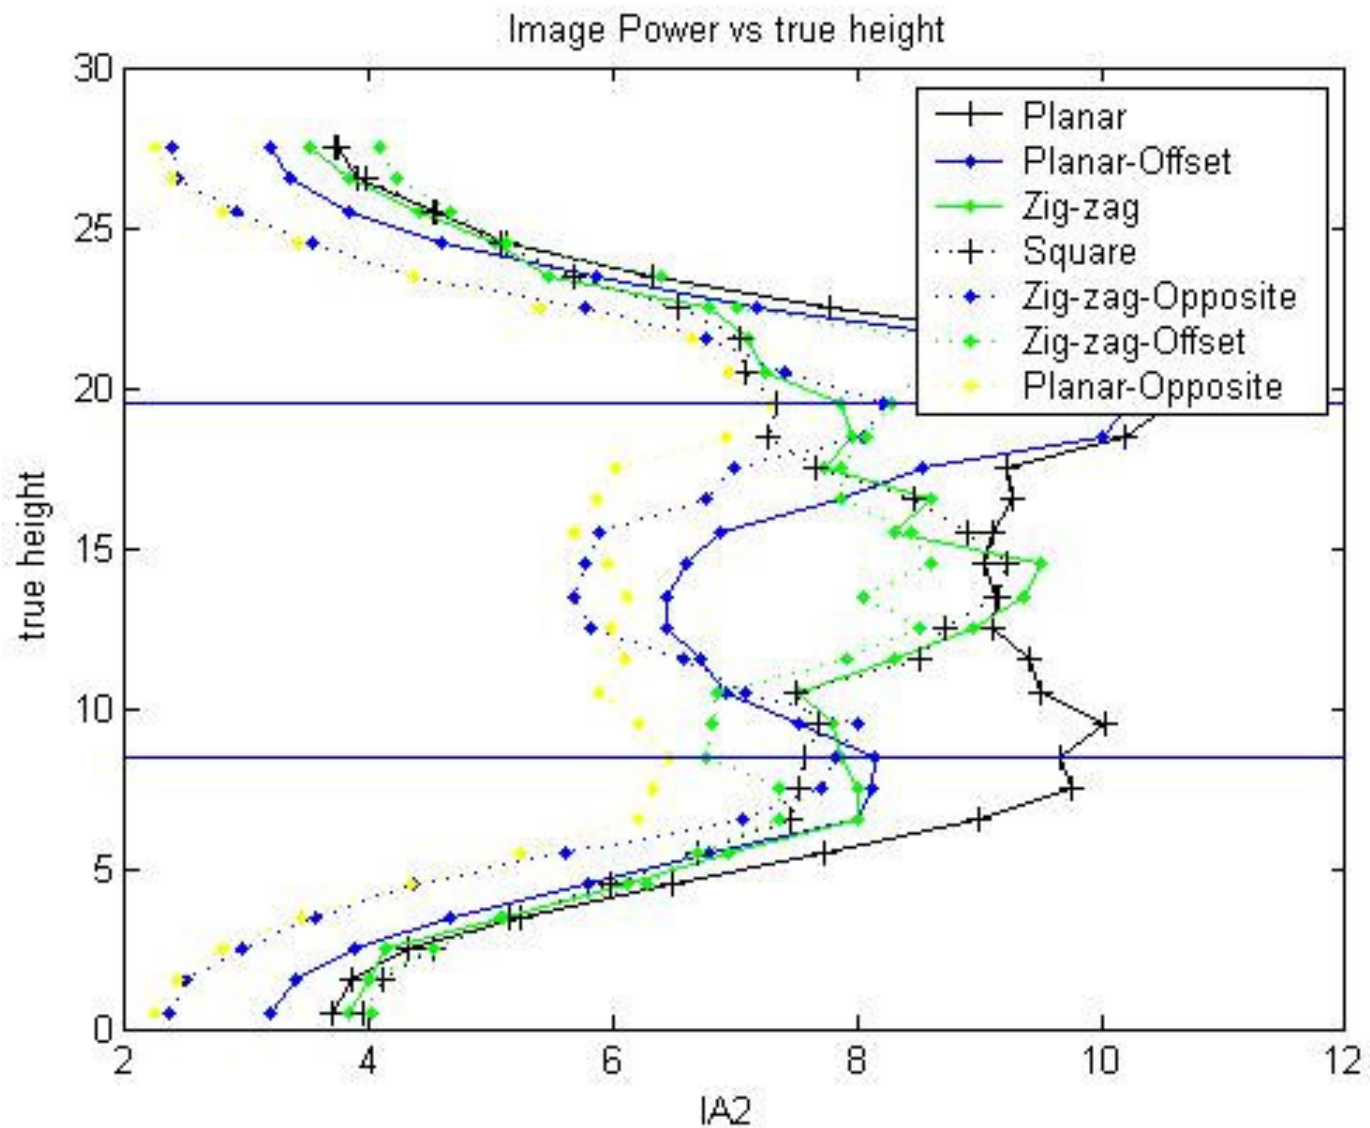 Image Power vs true height
30
25
20
15
10
5
0
true height
2
4
6
8
10
12
IA2
Planar
Planar-Offset
Zig-zag
Square
Zig-zag-Opposite
Zig-zag-Offset
Planar-Opposite